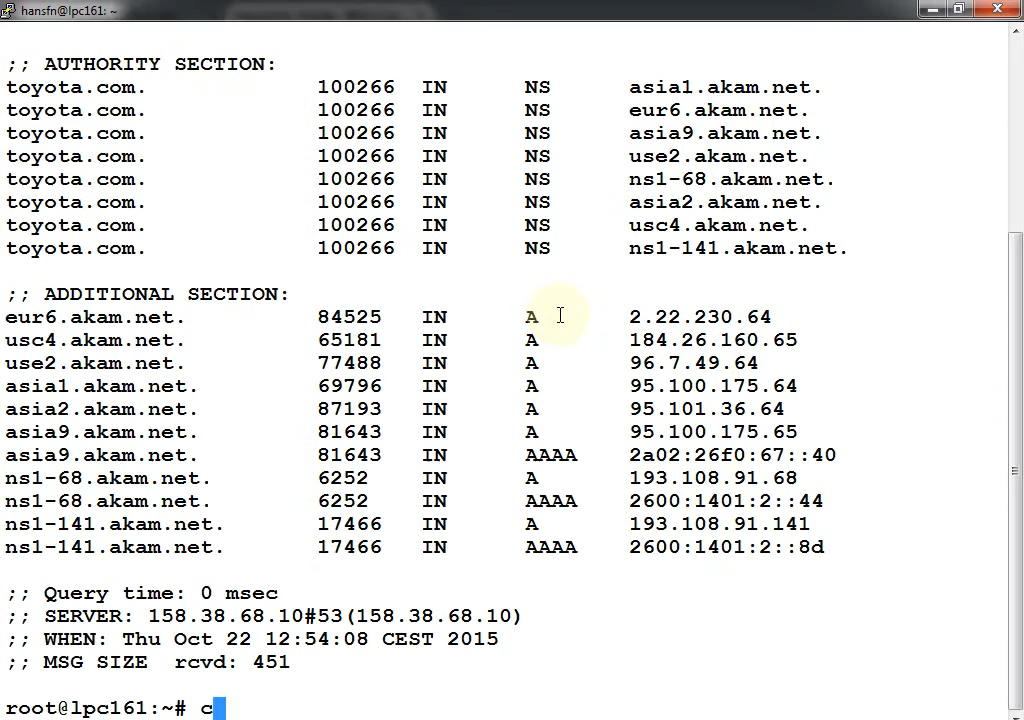 hansfn@lpc161: ~
;; AUTHORITY SECTION:
toyota.com. 100266 IN NS asia1.akam.net.
toyota.com. 100266 IN NS eur6.akam.net.
toyota.com. 100266 IN NS asia9.akam.net.
toyota.com. 100266 IN NS use2.akam.net.
toyota.com. 100266 IN NS ns1-68.akam.net.
toyota.com. 100266 IN NS asia2.akam.net.
toyota.com. 100266 IN NS usc4.akam.net.
toyota.com. 100266 IN NS ns1-141.akam.net.
;; ADDITIONAL SECTION:
eur6.akam.net. 84525 IN A 2.22.230.64
usc4.akam.net. 65181 IN A 184.26.160.65
use2.akam.net. 77488 IN A 96.7.49.64
asia1.akam.net. 69796 IN A 95.100.175.64
asia2.akam.net. 87193 IN A 95.101.36.64
asia9.akam.net. 81643 IN A 95.100.175.65
asia9.akam.net. 81643 IN AAAA 2a02:26f0:67::40
ns1-68.akam.net. 6252 IN A 193.108.91.68
ns1-68.akam.net. 6252 IN AAAA 2600:1401:2::44
ns1-141.akam.net. 17466 IN A 193.108.91.141
ns1-141.akam.net. 17466 IN AAAA 2600:1401:2::8d
;; Query time: 0 msec
;; SERVER: 158.38.68.10#53(158.38.68.10)
;; WHEN: Thu Oct 22 12:54:08 CEST 2015
;; MSG SIZE rcvd: 451
root@lpc161:~# c